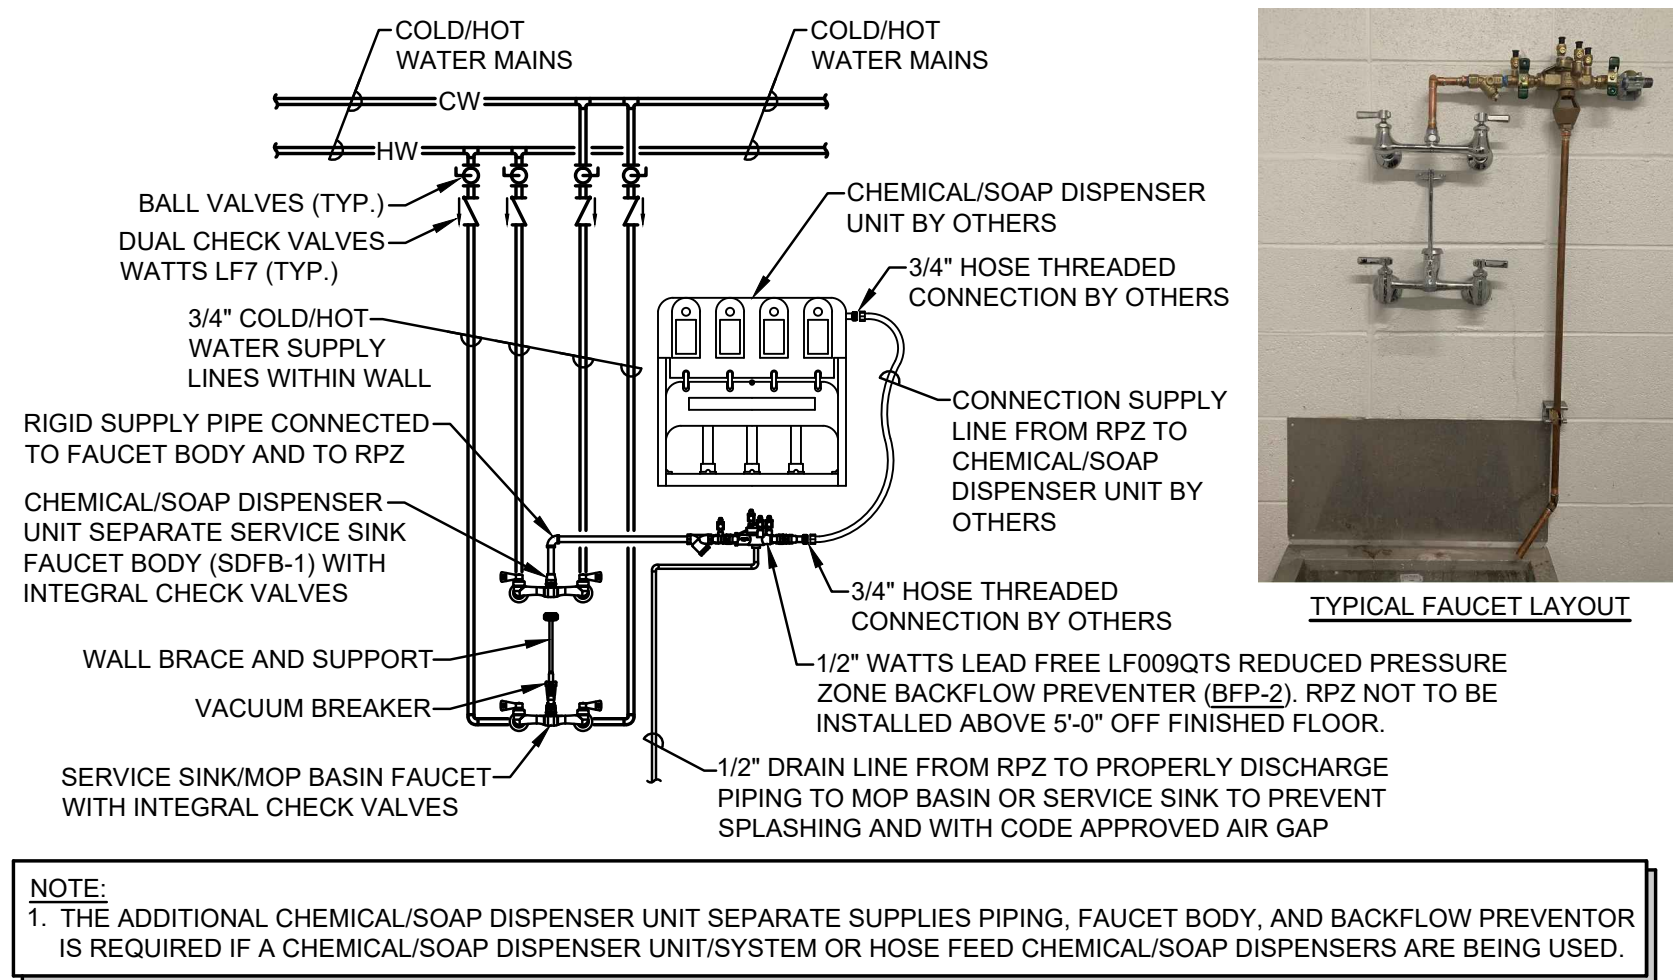 COLD/HOT
WATER MAINS
COLD/HOT
WATER MAINS
CW
HW
BALL VALVES (TYP.)
DUAL CHECK VALVES
WATTS LF7 (TYP.)
3/4" COLD/HOT
WATER SUPPLY
LINES WITHIN WALL
RIGID SUPPLY PIPE CONNECTED
TO FAUCET BODY AND TO RPZ
CHEMICAL/SOAP DISPENSER
UNIT SEPARATE SERVICE SINK
FAUCET BODY (SDFB-1) WITH
INTEGRAL CHECK VALVES
WALL BRACE AND SUPPORT
VACUUM BREAKER
SERVICE SINK/MOP BASIN FAUCET
WITH INTEGRAL CHECK VALVES
CHEMICAL/SOAP DISPENSER
UNIT BY OTHERS
3/4" HOSE THREADED
CONNECTION BY OTHERS
CONNECTION SUPPLY
LINE FROM RPZ TO
CHEMICAL/SOAP
DISPENSER UNIT BY
OTHERS
3/4" HOSE THREADED
CONNECTION BY OTHERS
1/2" WATTS LEAD FREE LF009QTS REDUCED PRESSURE
ZONE BACKFLOW PREVENTER (BFP-2). RPZ NOT TO BE
INSTALLED ABOVE 5'-0" OFF FINISHED FLOOR.
1/2" DRAIN LINE FROM RPZ TO PROPERLY DISCHARGE
PIPING TO MOP BASIN OR SERVICE SINK TO PREVENT
SPLASHING AND WITH CODE APPROVED AIR GAP
TYPICAL FAUCET LAYOUT
NOTE:
1. THE ADDITIONAL CHEMICAL/SOAP DISPENSER UNIT SEPARATE SUPPLIES PIPING, FAUCET BODY, AND BACKFLOW PREVENTOR
IS REQUIRED IF A CHEMICAL/SOAP DISPENSER UNIT/SYSTEM OR HOSE FEED CHEMICAL/SOAP DISPENSERS ARE BEING USED.